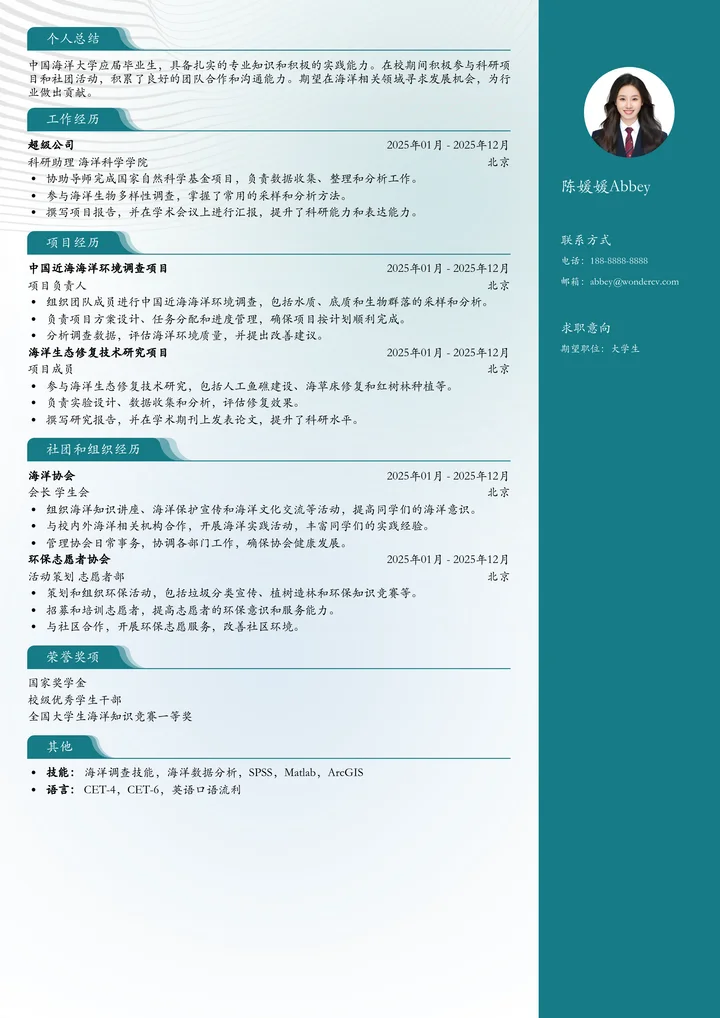 个人总结
中国海洋大学应届毕业生，具备扎实的专业知识和积极的实践能力。在校期间积极参与科研项
目和社团活动，积累了良好的团队合作和沟通能力。期望在海洋相关领域寻求发展机会，为行
业做出贡献。
工作经历
超级公司 2025年01月 - 2025年12月
科研助理 海洋科学学院 北京
• 协助导师完成国家自然科学基金项目，负责数据收集、整理和分析工作。
• 参与海洋生物多样性调查，掌握了常用的采样和分析方法。
• 撰写项目报告，并在学术会议上进行汇报，提升了科研能力和表达能力。
项目经历
中国近海海洋环境调查项目 2025年01月 - 2025年12月
项目负责人 北京
• 组织团队成员进行中国近海海洋环境调查，包括水质、底质和生物群落的采样和分析。
• 负责项目方案设计、任务分配和进度管理，确保项目按计划顺利完成。
• 分析调查数据，评估海洋环境质量，并提出改善建议。
海洋生态修复技术研究项目 2025年01月 - 2025年12月
项目成员 北京
• 参与海洋生态修复技术研究，包括人工鱼礁建设、海草床修复和红树林种植等。
• 负责实验设计、数据收集和分析，评估修复效果。
• 撰写研究报告，并在学术期刊上发表论文，提升了科研水平。
社团和组织经历
海洋协会 2025年01月 - 2025年12月
会长 学生会 北京
• 组织海洋知识讲座、海洋保护宣传和海洋文化交流等活动，提高同学们的海洋意识。
• 与校内外海洋相关机构合作，开展海洋实践活动，丰富同学们的实践经验。
• 管理协会日常事务，协调各部门工作，确保协会健康发展。
环保志愿者协会 2025年01月 - 2025年12月
活动策划 志愿者部 北京
• 策划和组织环保活动，包括垃圾分类宣传、植树造林和环保知识竞赛等。
• 招募和培训志愿者，提高志愿者的环保意识和服务能力。
• 与社区合作，开展环保志愿服务，改善社区环境。
荣誉奖项
国家奖学金
校级优秀学生干部
全国大学生海洋知识竞赛一等奖
其他
• 技能： 海洋调查技能，海洋数据分析，SPSS，Matlab，ArcGIS
• 语言： CET-4，CET-6，英语口语流利
陈媛媛Abbey
联系方式
电话：188-8888-8888
邮箱：abbey@wondercv.com
求职意向
期望职位：大学生